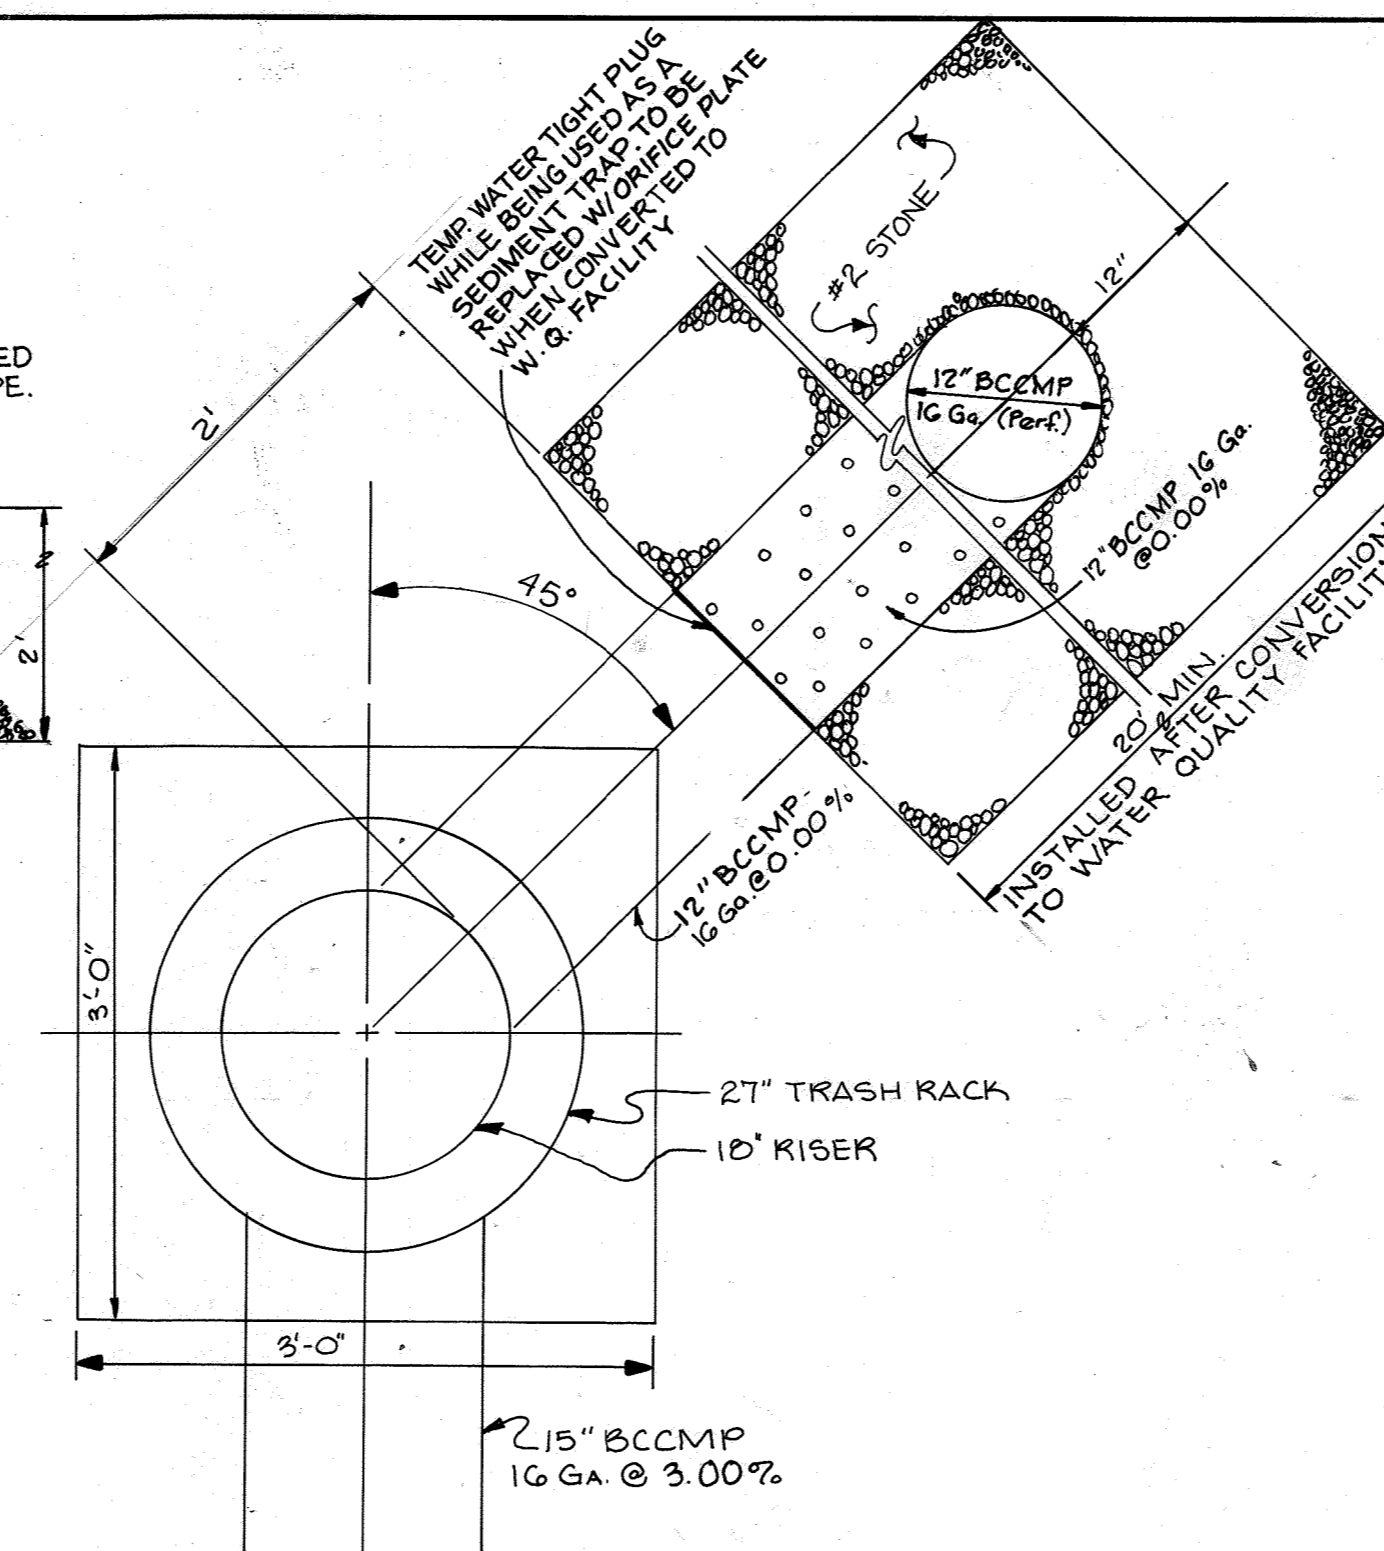 TEMP. WATER TIGHT PLUG
WHILE BEING USED AS A
SEDIMENT TRAP. TO BE
REPLACED W/ORIFICE PLATE
WHEN CONVERTED TO
W. Q. FACILITY
#2 STONE
12"
12" BCCMP
16 Ga. (Perf.)
12" BCCMP 16 Ga.
@0.00%
ED
PE.
2'
2'
45°
20' MIN.
INSTALLED AFTER CONVERSION
TO WATER QUALITY FACILITY
12" BCCMP-
16 Ga.@0.00%
3'-0"
27" TRASH RACK
18" RISER
3'-0"
15" BCCMP
16 GA. @ 3.00%